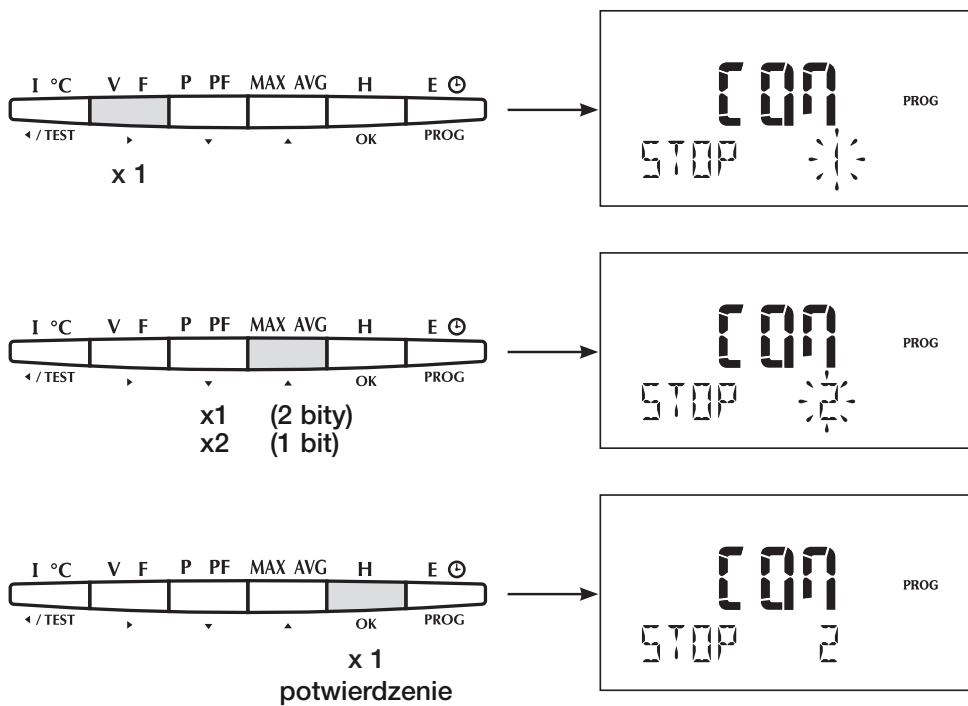 I °C V F P PF MAX AVG H E
/ TEST OK PROG
x 1
COM
PROG
STOP 1
I °C V F P PF MAX AVG H E
/ TEST OK PROG
x1 (2 bity)
x2 (1 bit)
COM
PROG
STOP 2
I °C V F P PF MAX AVG H E
/ TEST OK PROG
x 1
potwierdzenie
COM
PROG
STOP 2